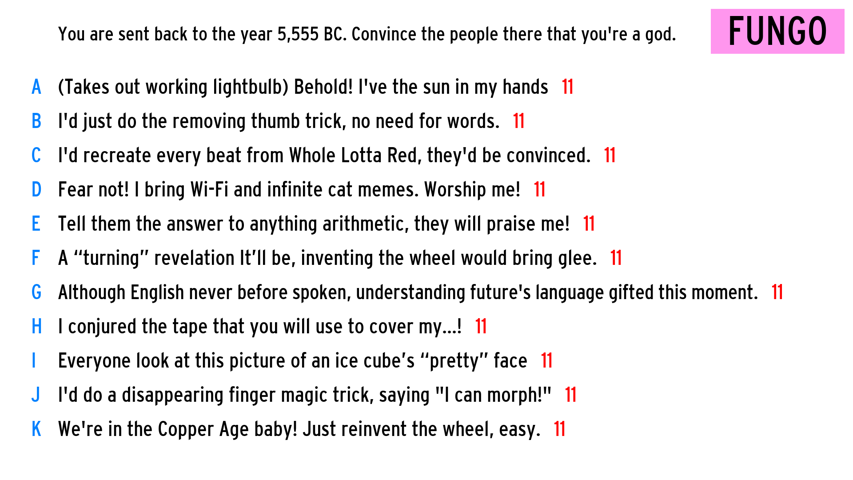 You are sent back to the year 5,555 BC. Convince the people there that you're a god.
FUNGO
A (Takes out working lightbulb) Behold! I've the sun in my hands 11
B I'd just do the removing thumb trick, no need for words. 11
C I'd recreate every beat from Whole Lotta Red, they'd be convinced. 11
D Fear not! I bring Wi-Fi and infinite cat memes. Worship me! 11
E Tell them the answer to anything arithmetic, they will praise me! 11
F A “turning” revelation It’ll be, inventing the wheel would bring glee. 11
G Although English never before spoken, understanding future's language gifted this moment. 11
H I conjured the tape that you will use to cover my...! 11
I Everyone look at this picture of an ice cube’s “pretty” face 11
J I'd do a disappearing finger magic trick, saying "I can morph!" 11
K We're in the Copper Age baby! Just reinvent the wheel, easy. 11